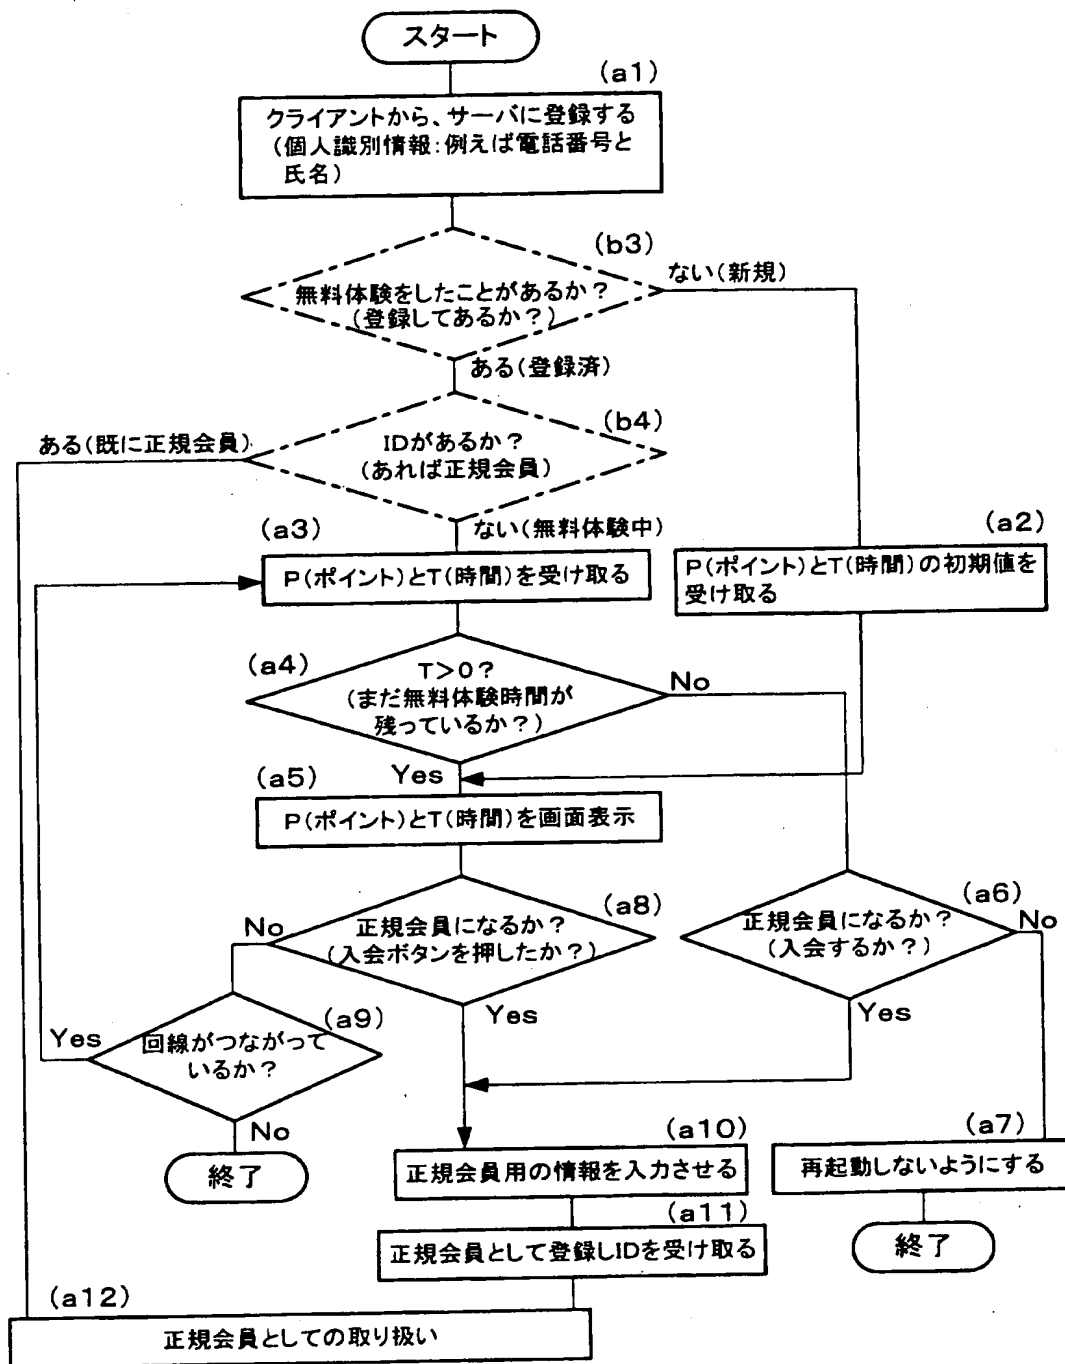 スタート
(a1)
クライアントから、サーバに登録する
(個人識別情報:例えば電話番号と
氏名)
(b3)
ない(新規)
無料体験をしたことがあるか?
(登録してあるか?)
ある(登録済)
(b4)
ある(既に正規会員)
IDがあるか?
(あれば正規会員)
ない(無料体験中)
(a3)
(a2)
P(ポイント)とT(時間)を受け取る
P(ポイント)とT(時間)の初期値を
受け取る
(a4)
T>0?
(まだ無料体験時間が
残っているか?)
No
Yes
(a5)
P(ポイント)とT(時間)を画面表示
(a8)
正規会員になるか?
(入会ボタンを押したか?)
No
Yes
(a6)
正規会員になるか?
(入会するか?)
No
Yes
(a9)
回線がつながって
いるか?
Yes
No
終了
(a10)
正規会員用の情報を入力させる
(a7)
再起動しないようにする
終了
(a11)
正規会員として登録しIDを受け取る
(a12)
正規会員としての取り扱い